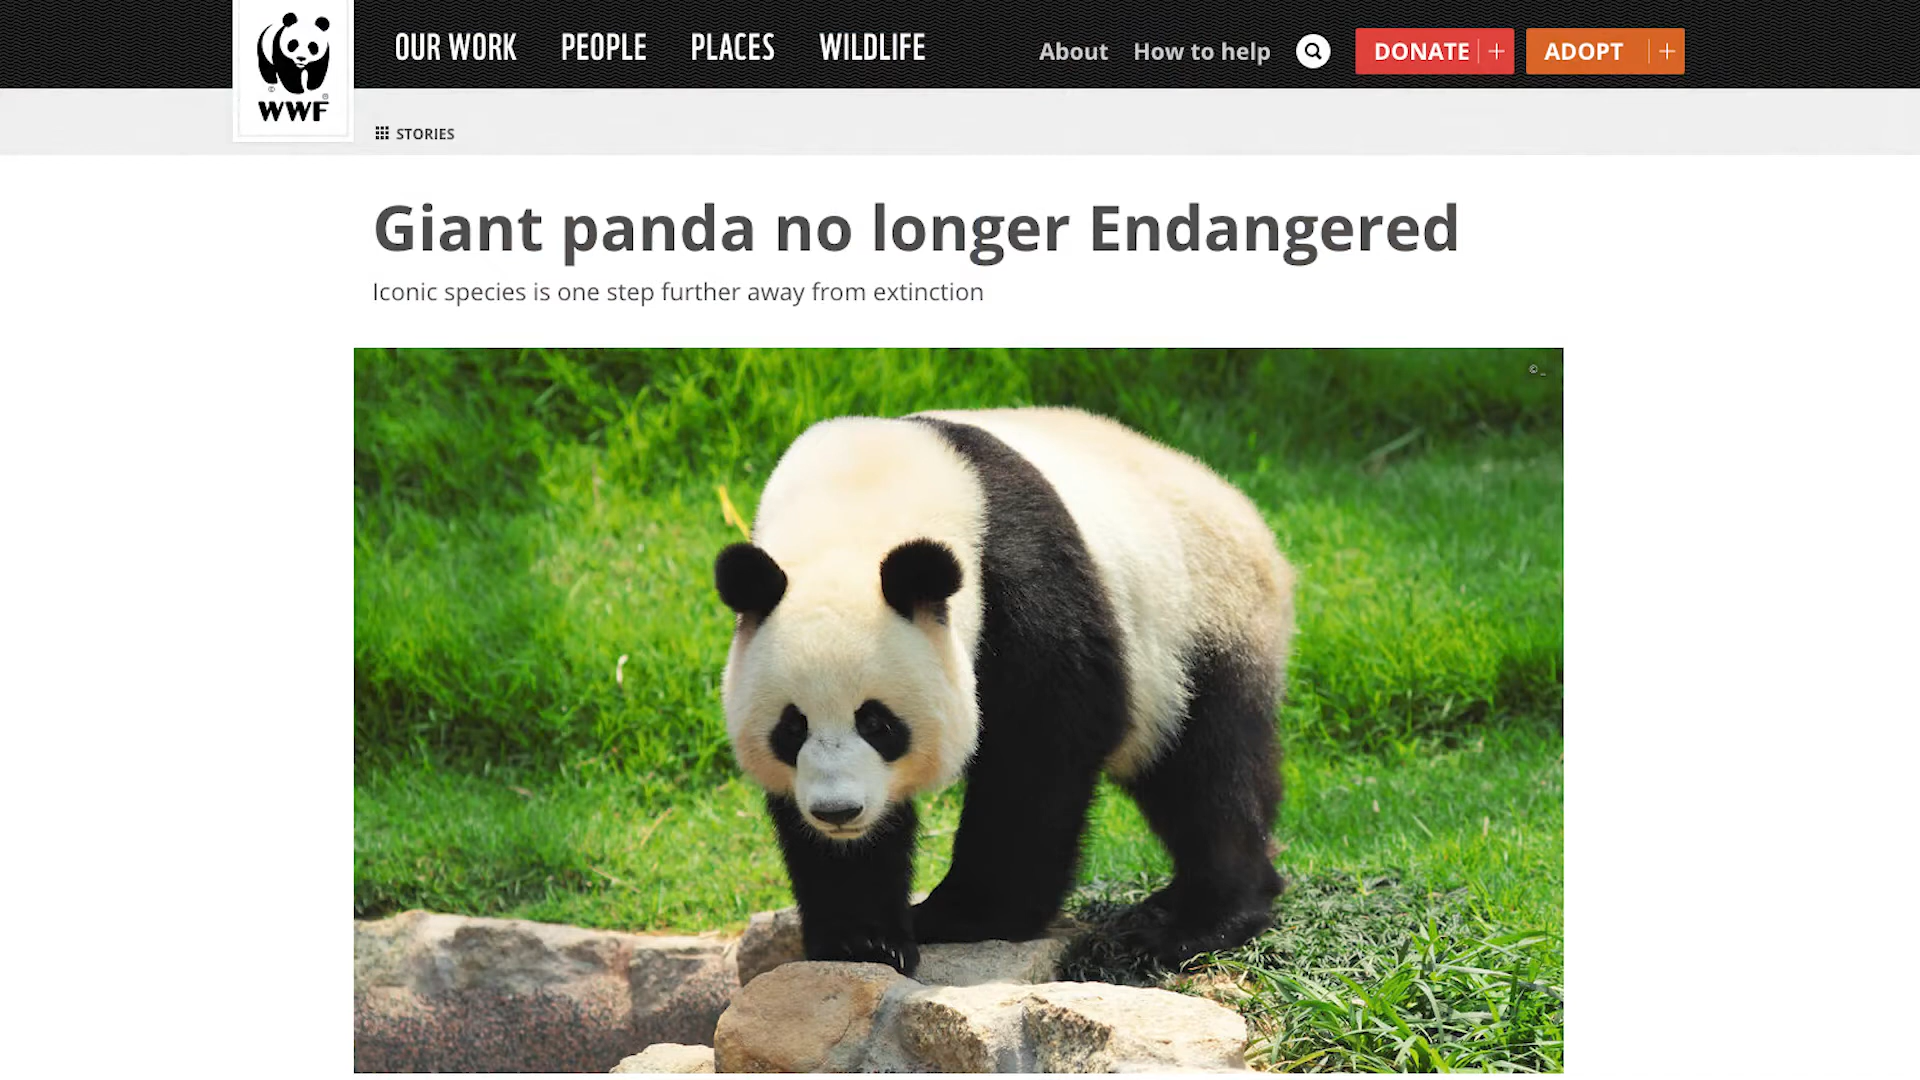 OUR WORK PEOPLE PLACES WILDLIFE About How to help DONATE + ADOPT +
© ®
WWF
STORIES
Giant panda no longer Endangered
Iconic species is one step further away from extinction
© _